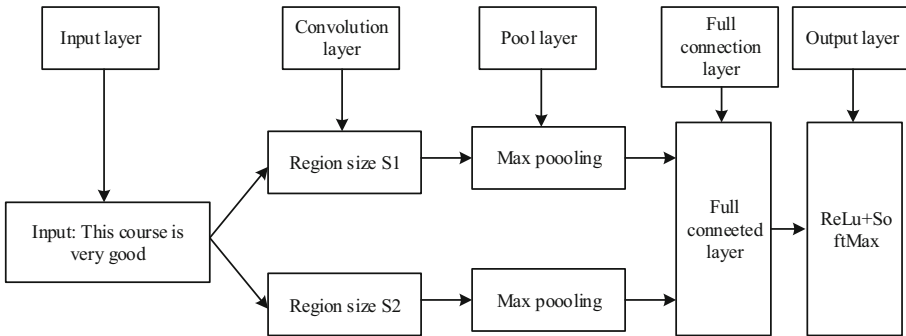 Input layer
Convolution
layer
Pool layer
Full
connection
layer
Output layer
Region size S1
Max poooling
Input: This course is
very good
Full
conneeted
layer
ReLu+So
ftMax
Region size S2
Max poooling